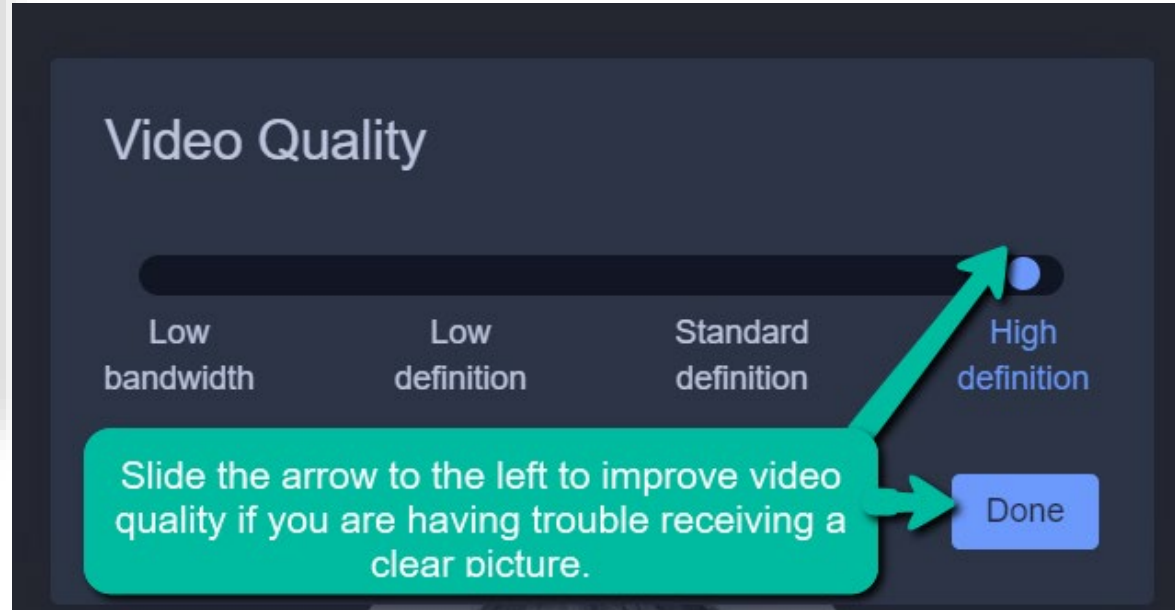 Video Quality
Low
bandwidth
Low
definition
Standard
definition
High
definition
Slide the arrow to the left to improve video
quality if you are having trouble receiving a
clear picture.
Done